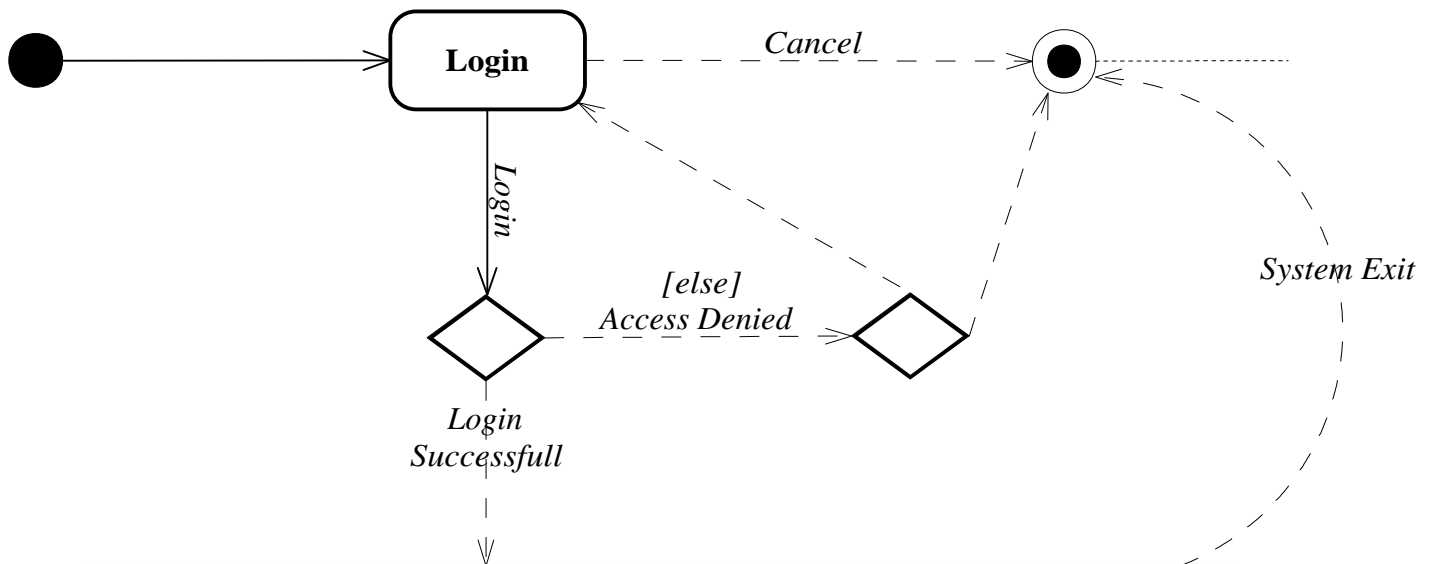 Login
Cancel
Login
System Exit
[else]
Access Denied
Login
Successfull